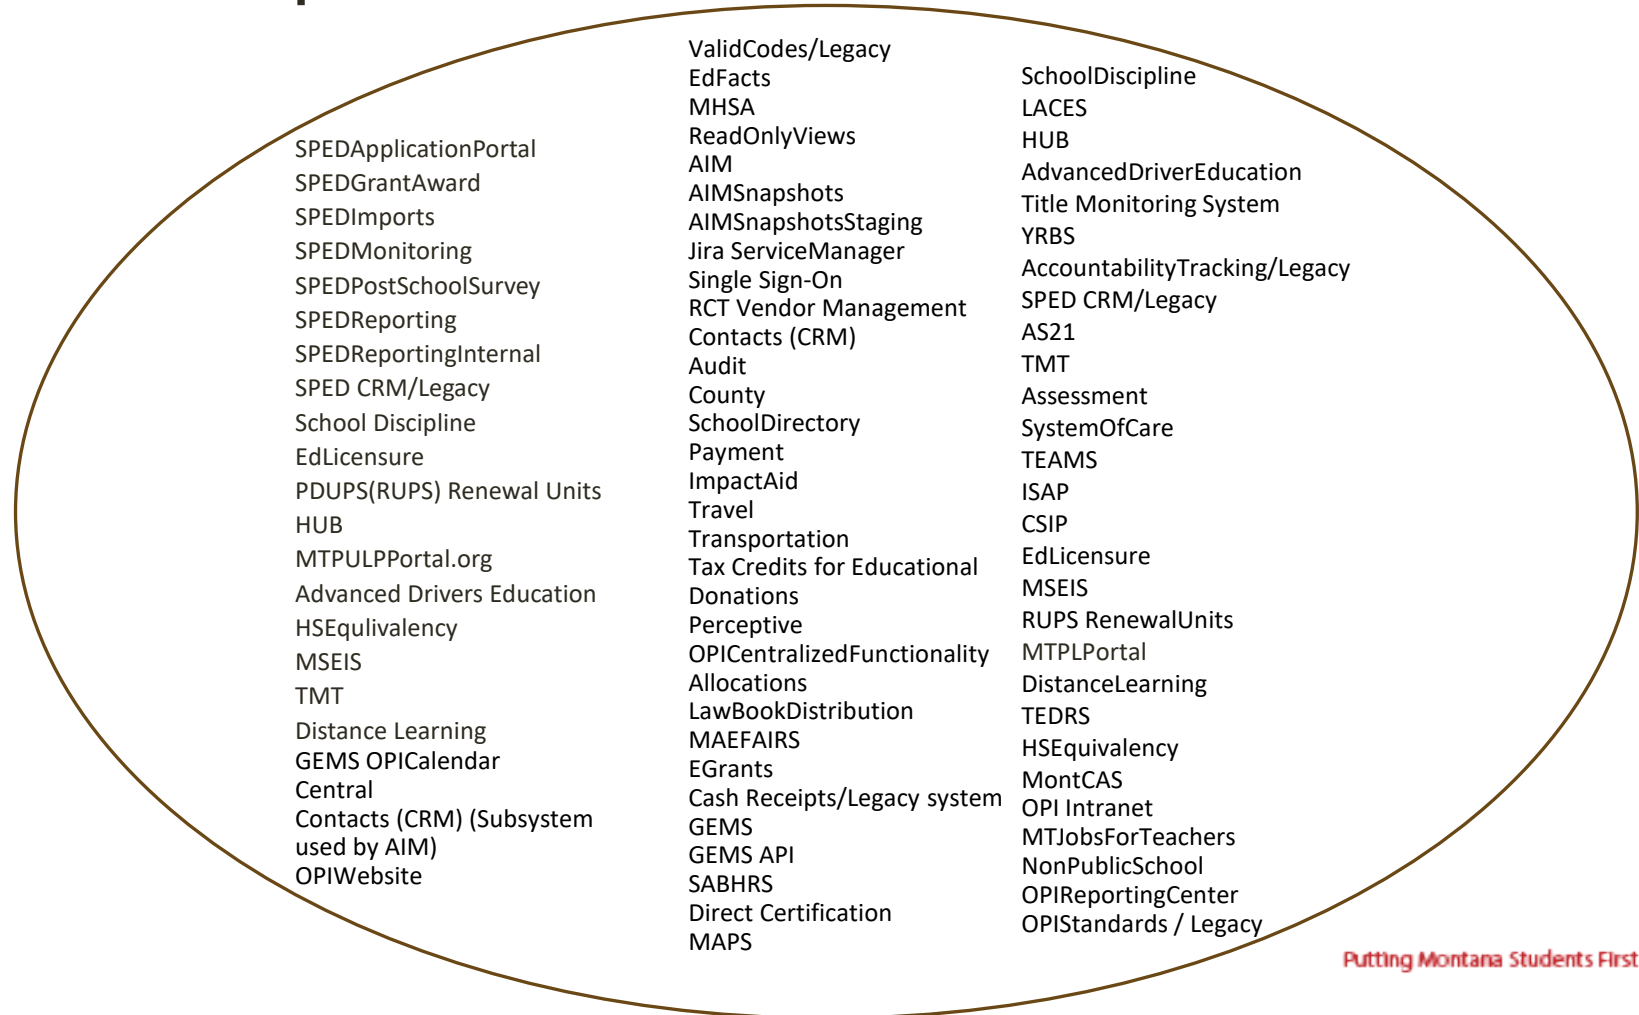 SPEDApplicationPortal
SPEDGrantAward
SPEDImports
SPEDMonitoring
SPEDPostSchoolSurvey
SPEDReporting
SPEDReportingInternal
SPED CRM/Legacy
School Discipline
EdLicensure
PDUPS(RUPS) Renewal Units
HUB
MTPULPPortal.org
Advanced Drivers Education
HSEqulivalency
MSEIS
TMT
Distance Learning
GEMS OPICalendar
Central
Contacts (CRM) (Subsystem
used by AIM)
OPIWebsite
ValidCodes/Legacy
EdFacts
MHSA
ReadOnlyViews
AIM
AIMSnapshots
AIMSnapshotsStaging
Jira ServiceManager
Single Sign-On
RCT Vendor Management
Contacts (CRM)
Audit
County
SchoolDirectory
Payment
ImpactAid
Travel
Transportation
Tax Credits for Educational
Donations
Perceptive
OPICentralizedFunctionality
Allocations
LawBookDistribution
MAEFAIRS
EGrants
Cash Receipts/Legacy system
GEMS
GEMS API
SABHRS
Direct Certification
MAPS
SchoolDiscipline
LACES
HUB
AdvancedDriverEducation
Title Monitoring System
YRBS
AccountabilityTracking/Legacy
SPED CRM/Legacy
AS21
TMT
Assessment
SystemOfCare
TEAMS
ISAP
CSIP
EdLicensure
MSEIS
RUPS RenewalUnits
MTPLPortal
DistanceLearning
TEDRS
HSEquivalency
MontCAS
OPI Intranet
MTJobsForTeachers
NonPublicSchool
OPIReportingCenter
OPIStandards / Legacy
Putting Montana Students First